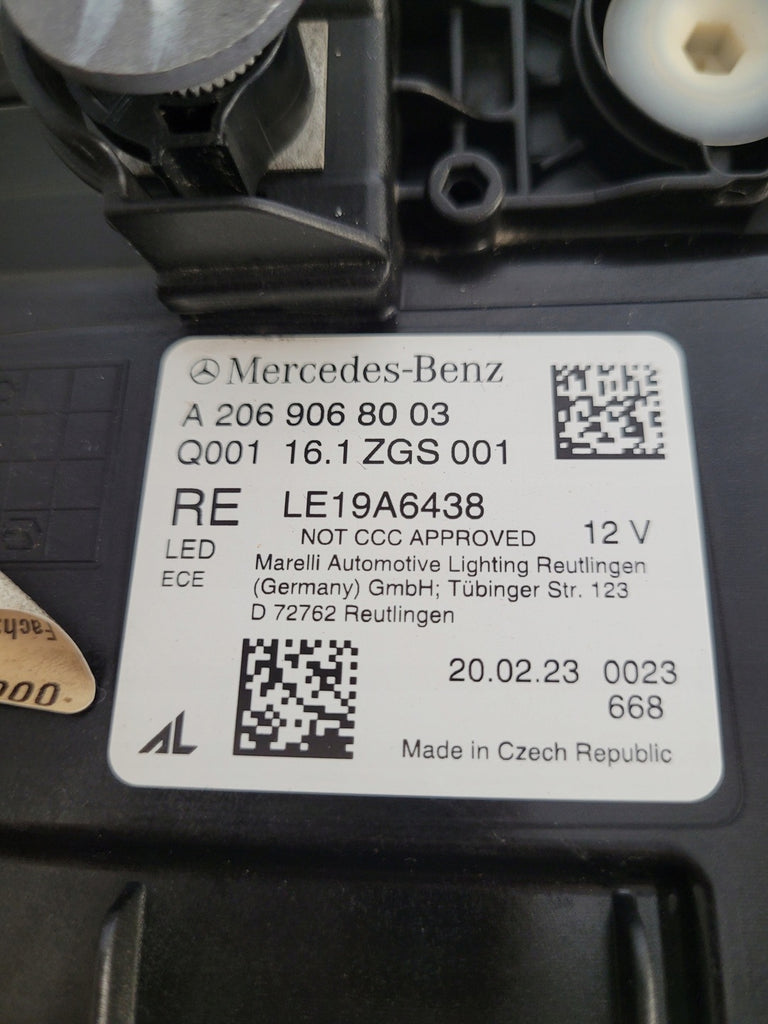 Mercedes-Benz
A 206 906 80 03
Q001 16.1 ZGS 001
RE LE19A6438
NOT CCC APPROVED 12 V
LED
ECE
Marelli Automotive Lighting Reutlingen
(Germany) GmbH; Tübinger Str. 123
D 72762 Reutlingen
20.02.23 0023
668
AL
Made in Czech Republic